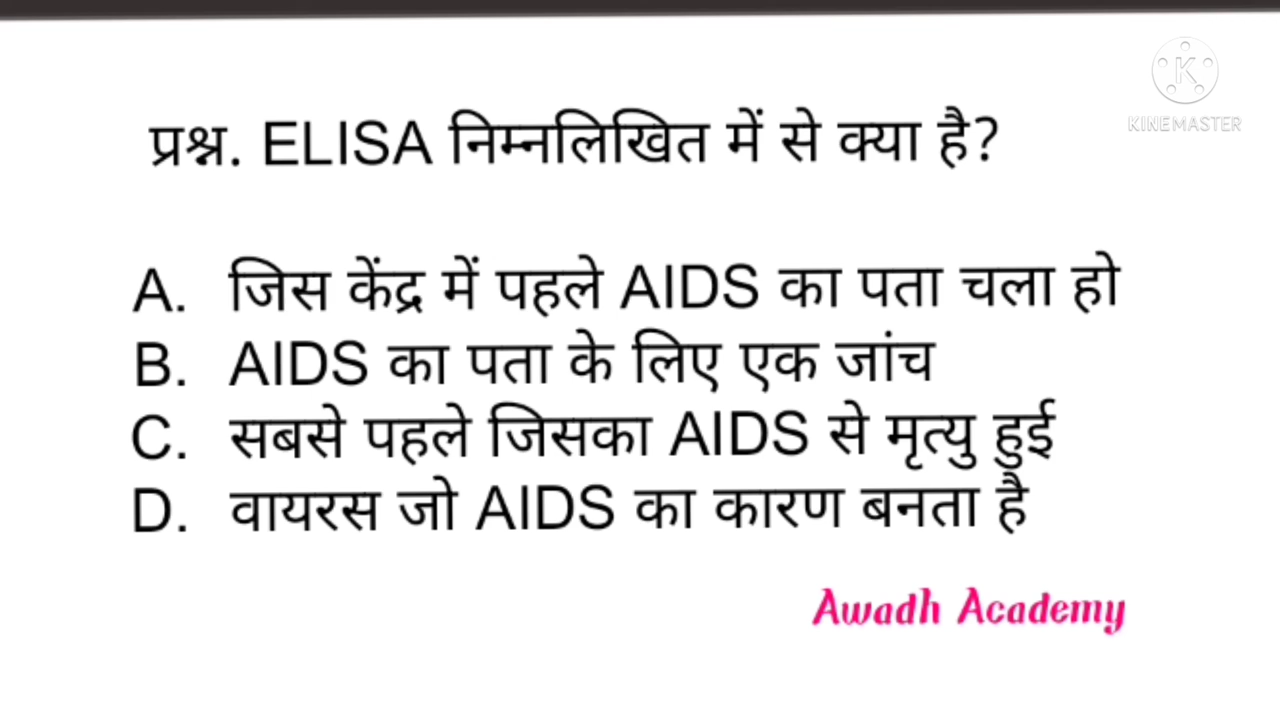 KINEMASTER
प्रश्न. ELISA निम्नलिखित में से क्या है?
A. जिस केंद्र में पहले AIDS का पता चला हो
B. AIDS का पता के लिए एक जांच
C. सबसे पहले जिसका AIDS से मृत्यु हुई
D. वायरस जो AIDS का कारण बनता है
Awadh Academy